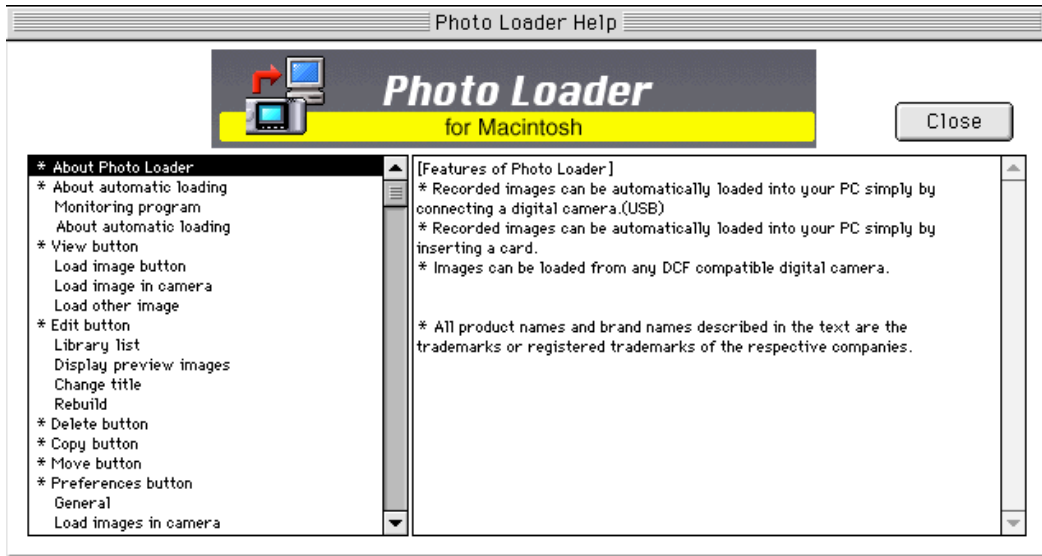 Photo Loader Help
Photo Loader
for Macintosh
Close
* About Photo Loader
* About automatic loading
Monitoring program
About automatic loading
* View button
Load image button
Load image in camera
Load other image
* Edit button
Library list
Display preview images
Change title
Rebuild
* Delete button
* Copy button
* Move button
* Preferences button
General
Load images in camera
[Features of Photo Loader]
* Recorded images can be automatically loaded into your PC simply by
connecting a digital camera.(USB)
* Recorded images can be automatically loaded into your PC simply by
inserting a card.
* Images can be loaded from any DCF compatible digital camera.
* All product names and brand names described in the text are the
trademarks or registered trademarks of the respective companies.